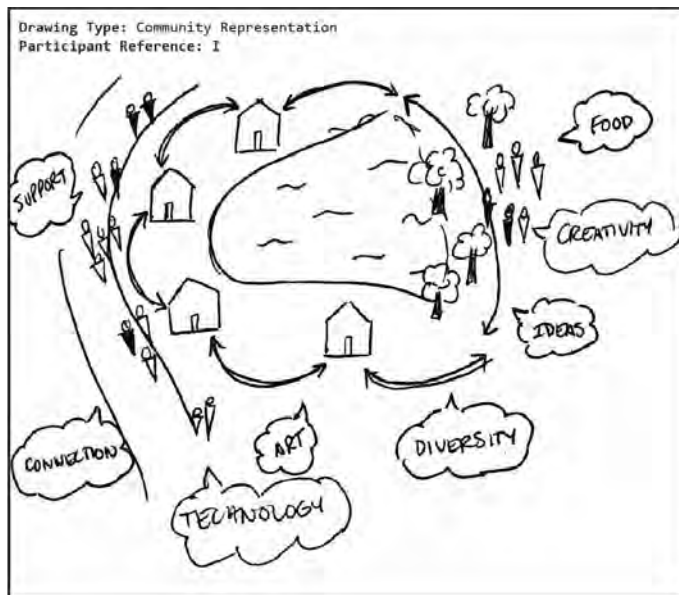 Drawing Type: Community Representation
Participant Reference: I
FOOD
SUPPORT
CREATIVITY
IDEAS
CONNECTION
ART
DIVERSITY
TECHNOLOGY